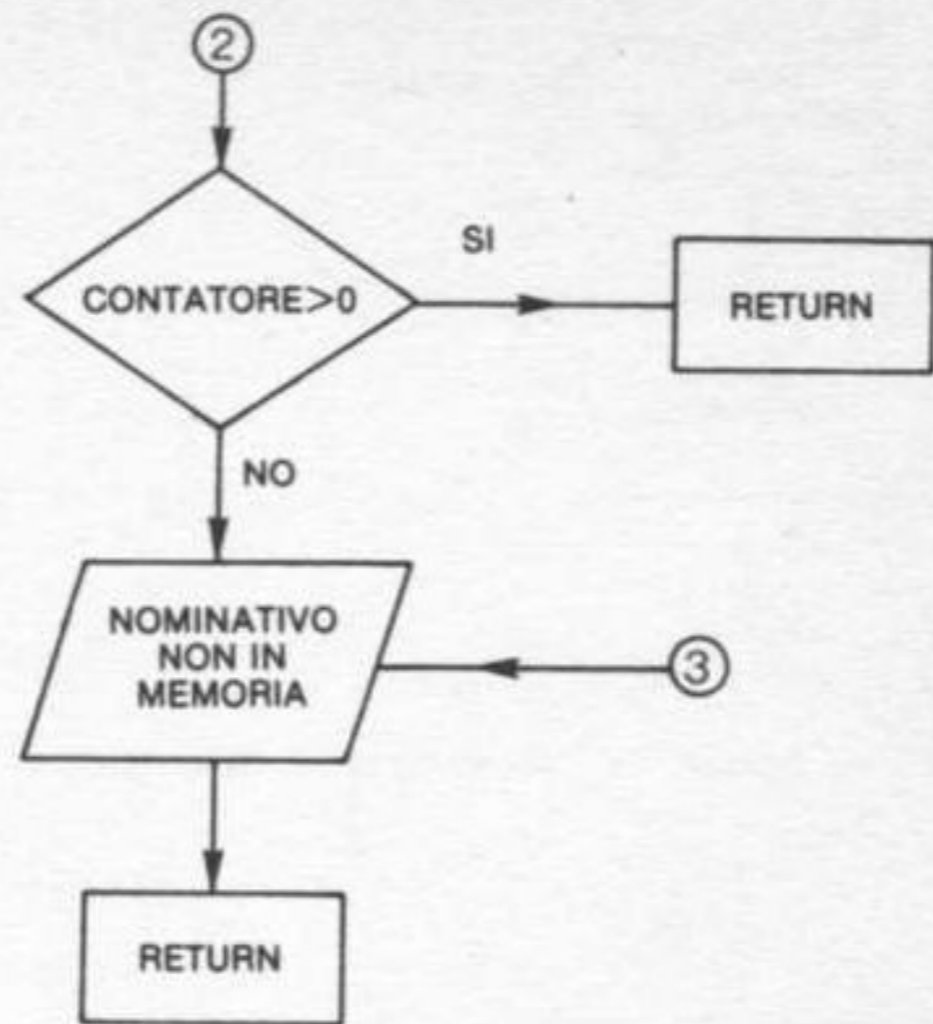 2
SI
CONTATORE>0
RETURN
NO
NOMINATIVO
NON IN
MEMORIA
3
RETURN